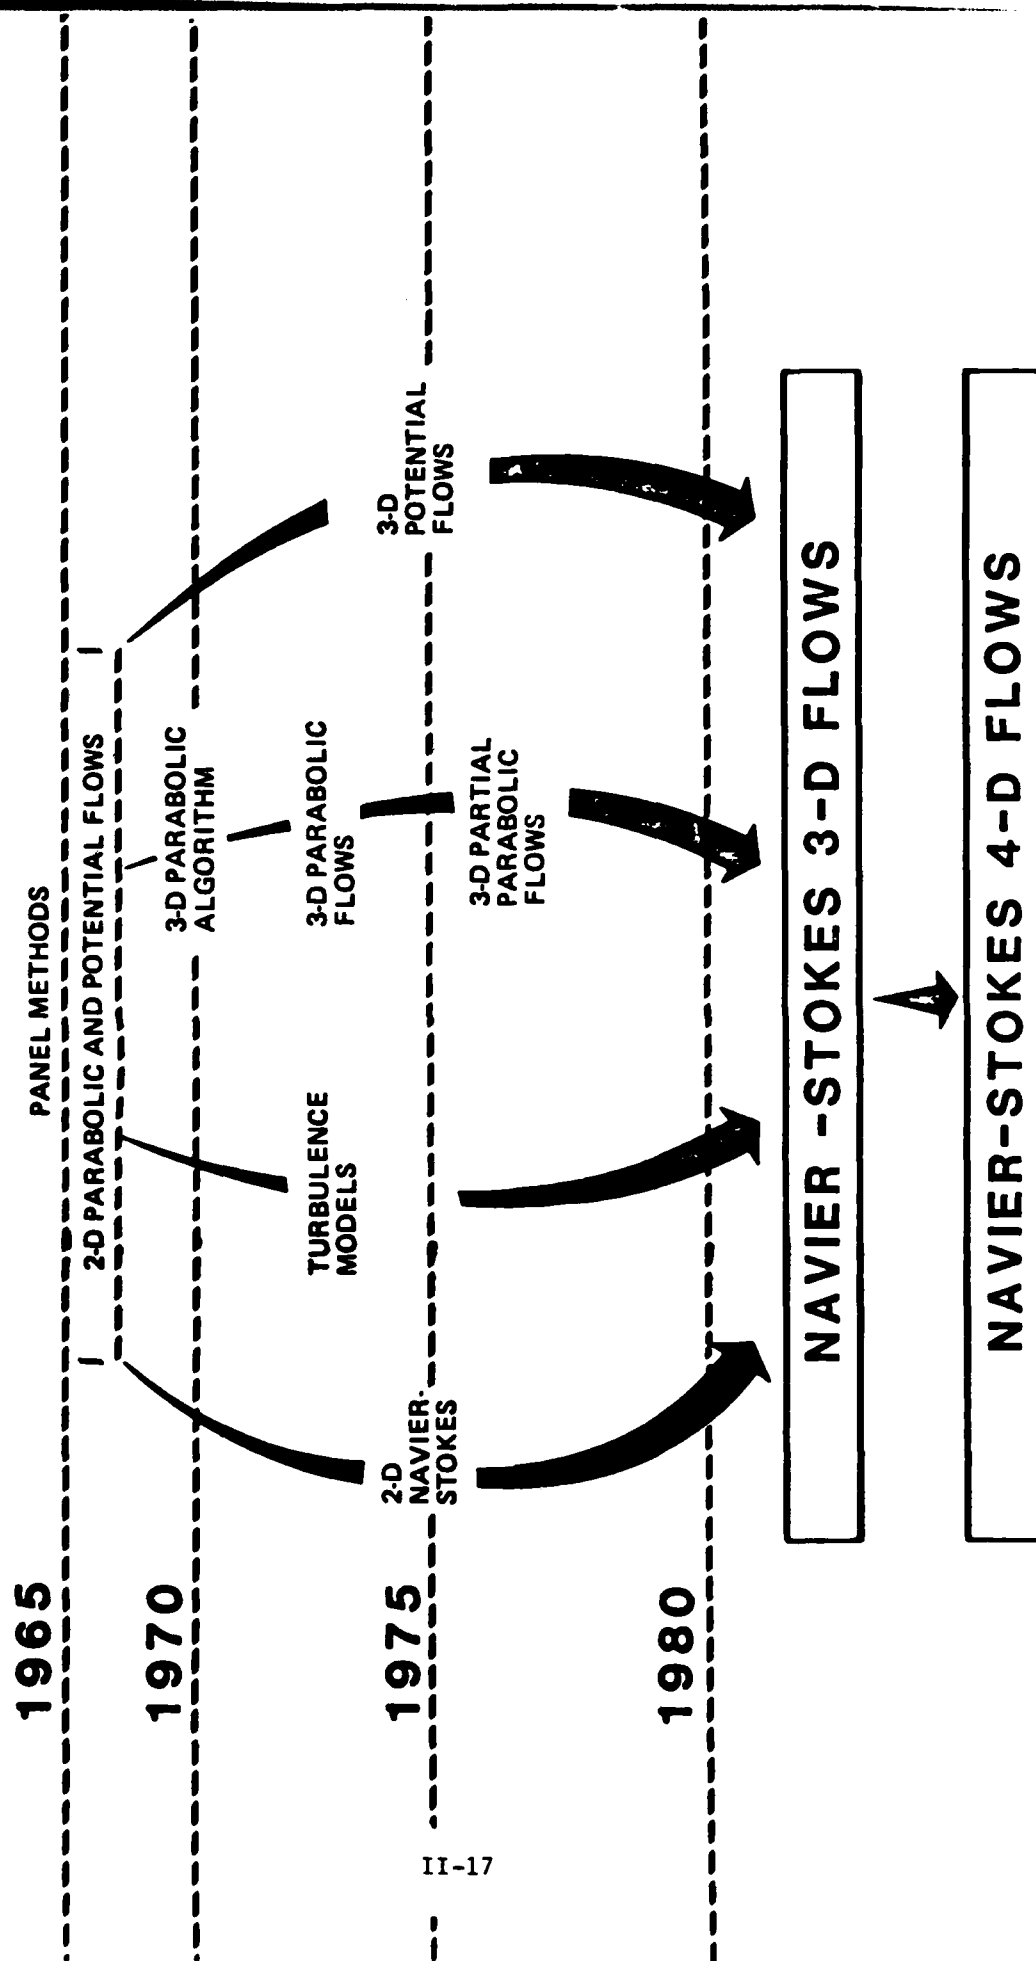 PANEL METHODS
1965
2-D PARABOLIC AND POTENTIAL FLOWS
1970
3-D PARABOLIC
ALGORITHM
TURBULENCE
MODELS
3-D PARABOLIC
FLOWS
1975
2-D
NAVIER-
STOKES
3-D
POTENTIAL
FLOWS
3-D PARTIAL
PARABOLIC
FLOWS
1980
NAVIER -STOKES 3-D FLOWS
NAVIER-STOKES 4-D FLOWS
II-17